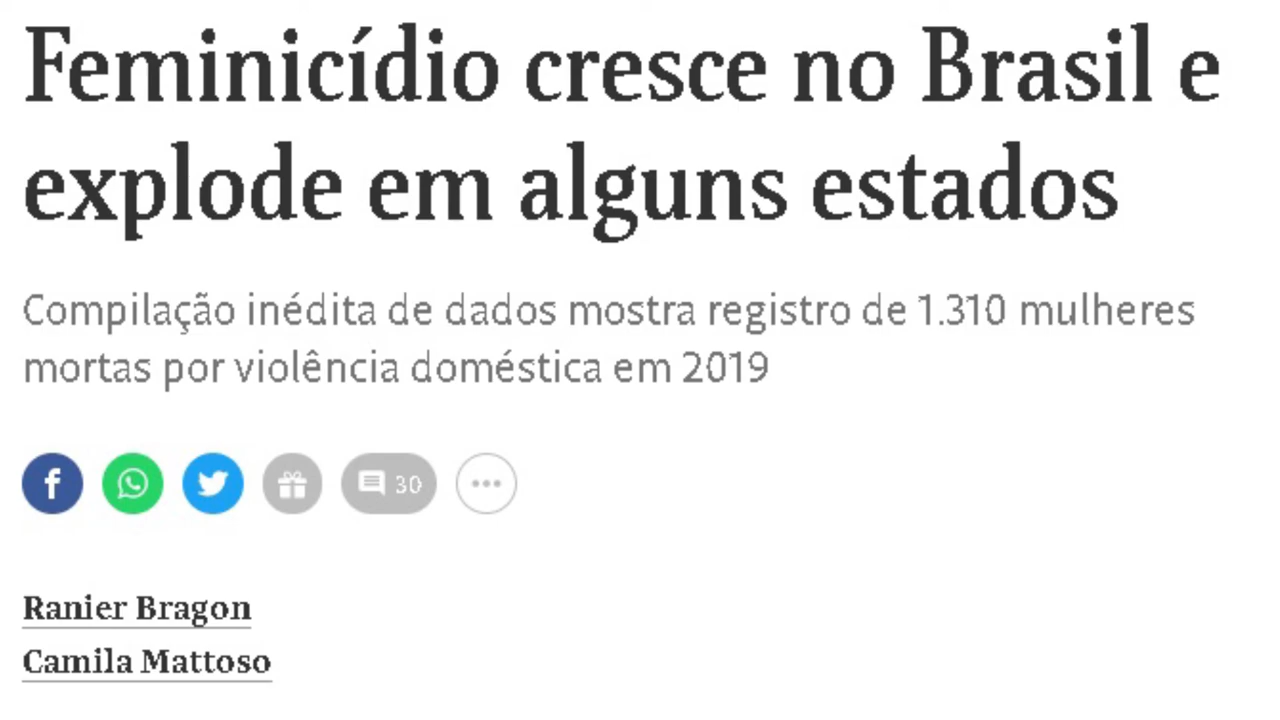 Feminicídio cresce no Brasil e
explode em alguns estados
Compilação inédita de dados mostra registro de 1.310 mulheres
mortas por violência doméstica em 2019
30
Ranier Bragon
Camila Mattoso